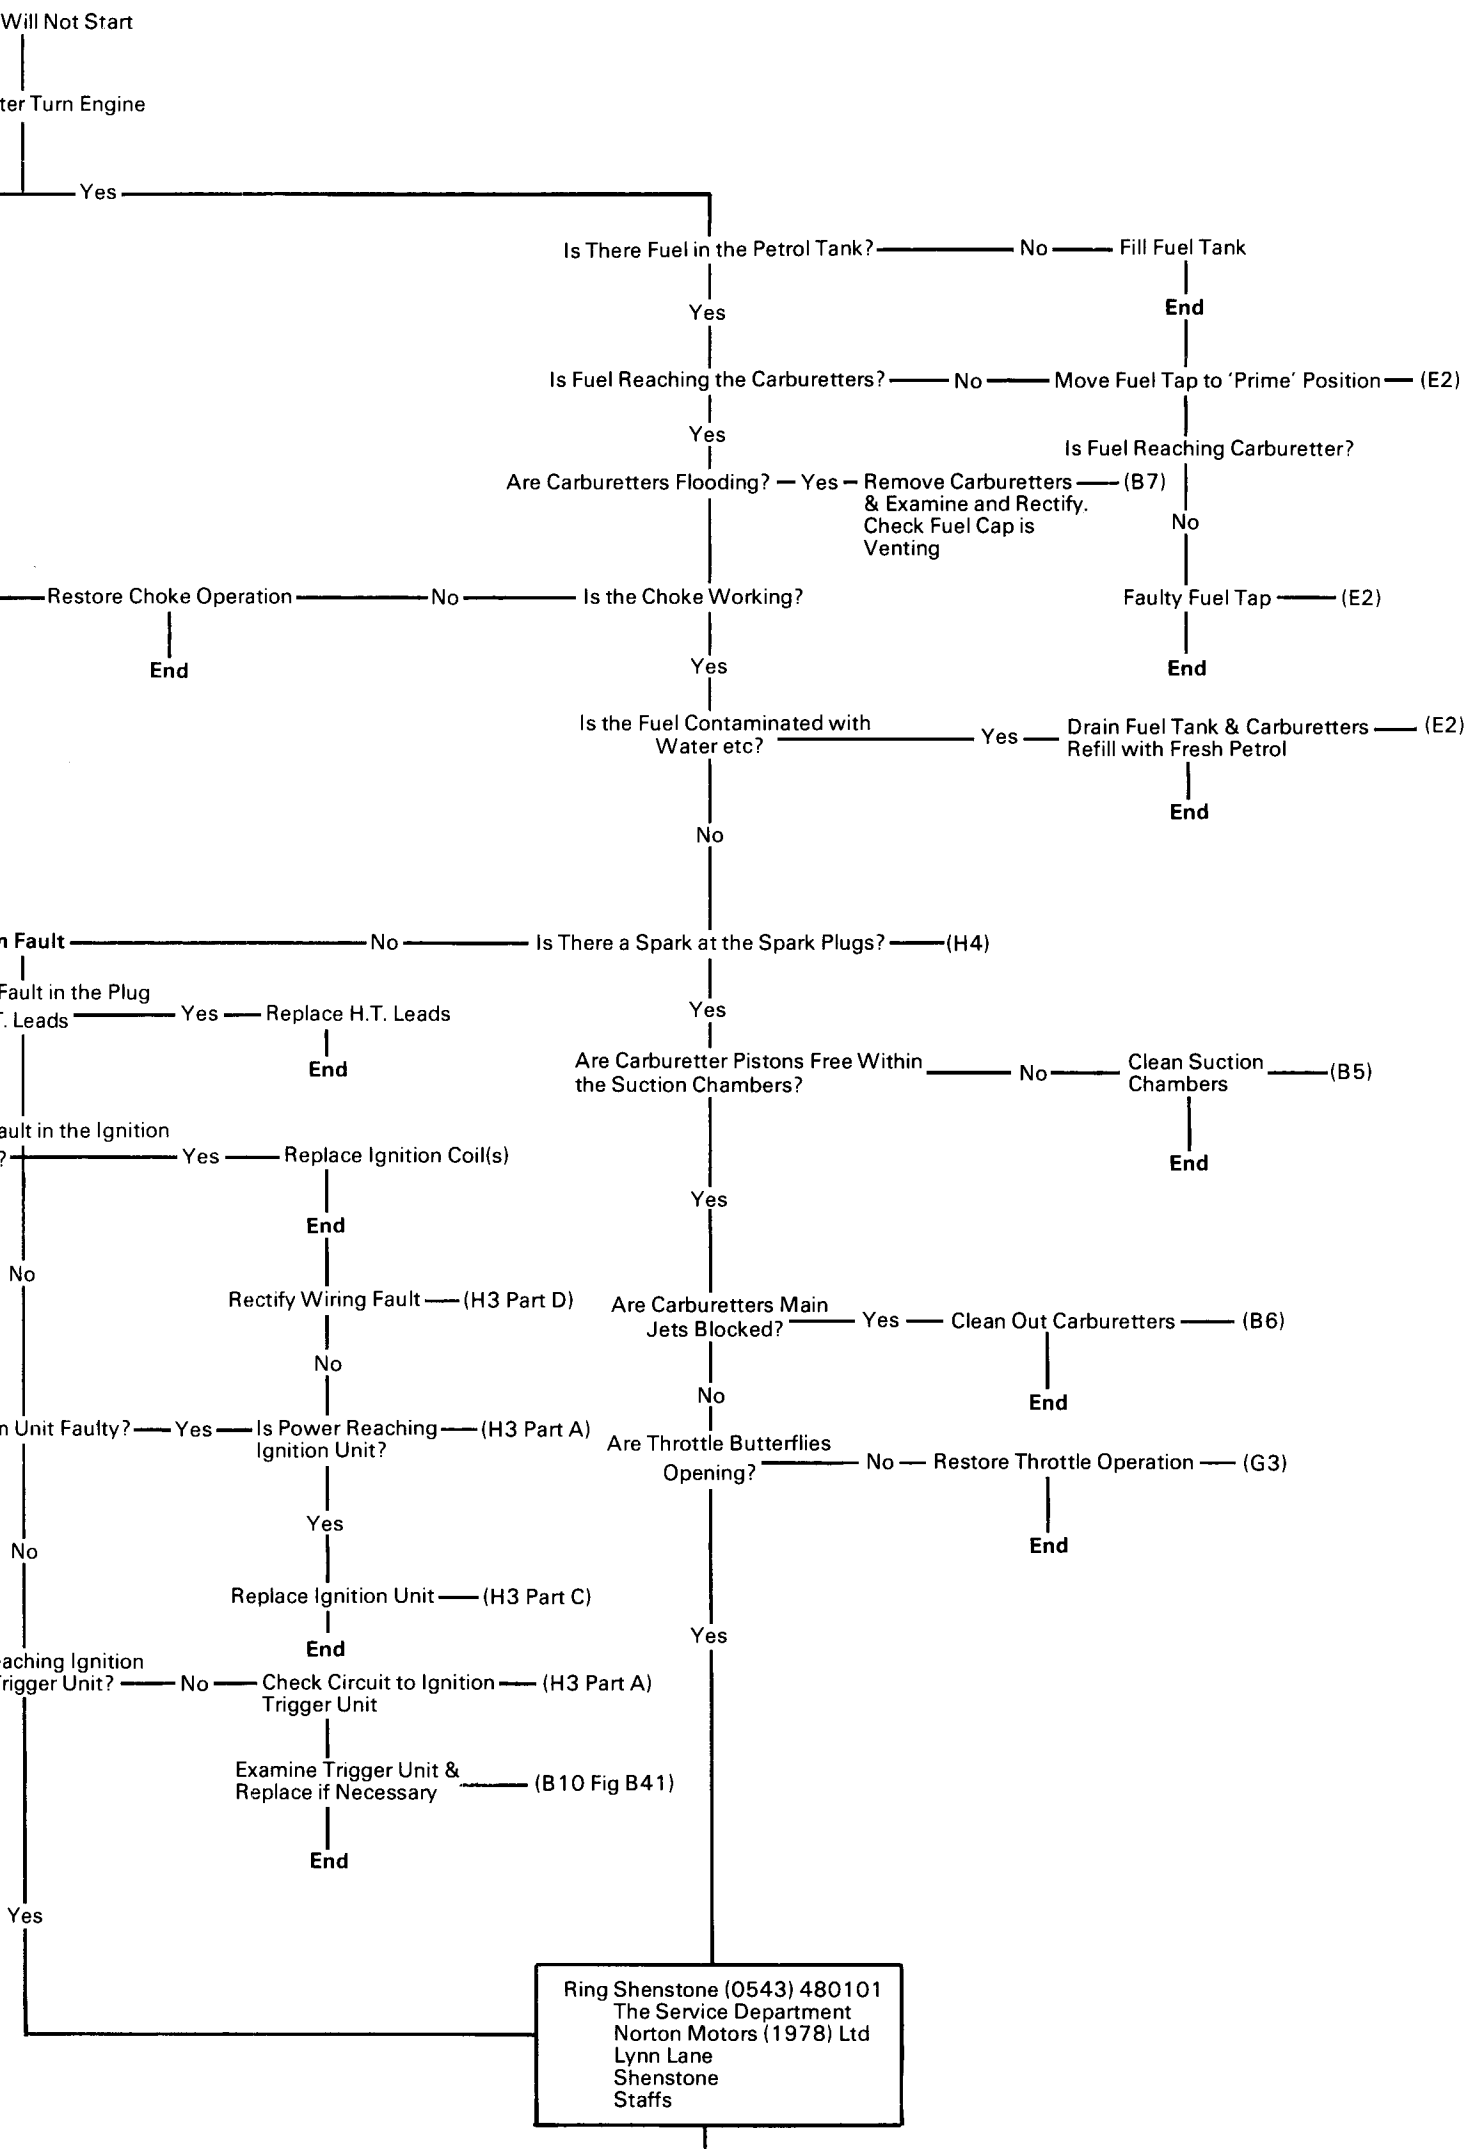 Will Not Start
Turn Engine
Yes
Is There Fuel in the Petrol Tank? No Fill Fuel Tank
Yes
End
Is Fuel Reaching the Carburetters? No Move Fuel Tap to 'Prime' Position (E2)
Yes
Is Fuel Reaching Carburetter?
Are Carburetters Flooding? Yes Remove Carburetters (B7)
& Examine and Rectify.
Check Fuel Cap is
Venting
No
Restore Choke Operation No Is the Choke Working?
Faulty Fuel Tap (E2)
End
Yes
End
Is the Fuel Contaminated with
Water etc?
Yes
Drain Fuel Tank & Carburetters (E2)
Refill with Fresh Petrol
End
No
Fault No Is There a Spark at the Spark Plugs? (H4)
Fault in the Plug
Leads Yes Replace H.T. Leads
End
Yes
Are Carburetter Pistons Free Within
the Suction Chambers?
No
Clean Suction
Chambers
(B5)
End
in the Ignition
? Yes Replace Ignition Coil(s)
End
Yes
No
Rectify Wiring Fault (H3 Part D)
No
Are Carburetters Main
Jets Blocked?
Yes Clean Out Carburetters (B6)
End
No
Unit Faulty? Yes Is Power Reaching (H3 Part A)
Ignition Unit?
Are Throttle Butterflies
Opening?
No Restore Throttle Operation (G3)
End
Yes
No
Replace Ignition Unit (H3 Part C)
End
Yes
Ignition
Unit? No Check Circuit to Ignition (H3 Part A)
Trigger Unit
Examine Trigger Unit &
Replace if Necessary
(B10 Fig B41)
End
Yes
Ring Shenstone (0543) 480101
The Service Department
Norton Motors (1978) Ltd
Lynn Lane
Shenstone
Staffs